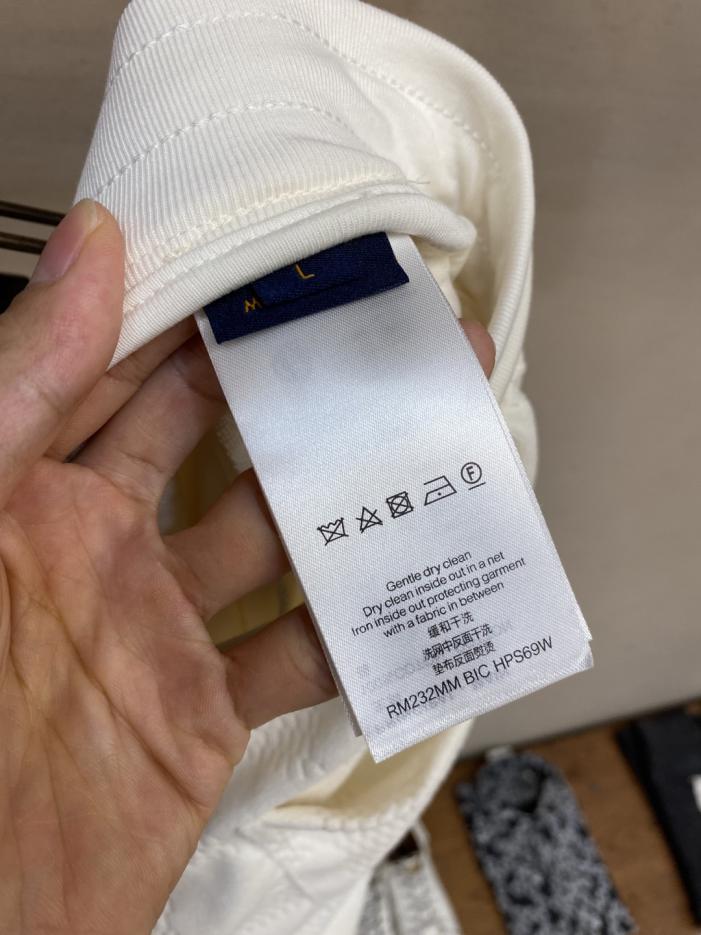 L
M
F
Gentle dry clean
Dry clean inside out in a net
Iron inside out protecting garment
with a fabric in between
缓和干洗
洗网中反面干洗
垫布反面熨烫
RM232MM BIC HPS69W